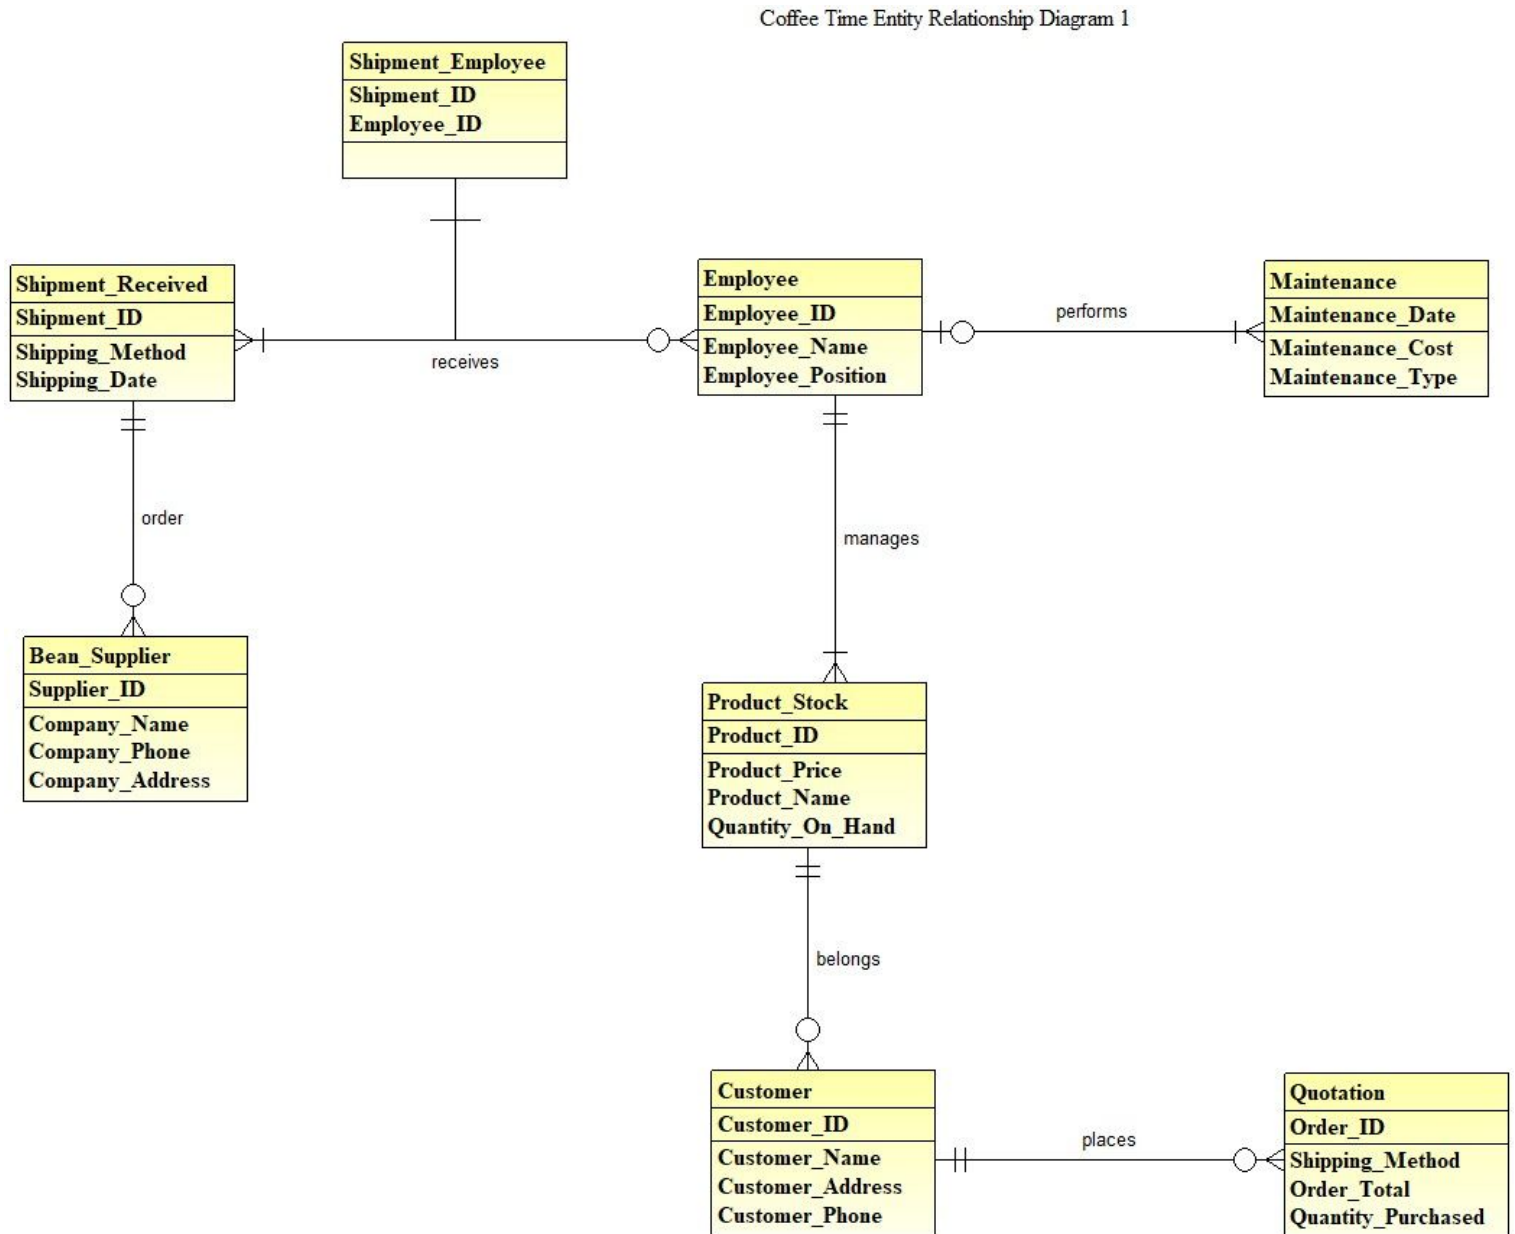 Coffee Time Entity Relationship Diagram 1
Shipment_Employee
Shipment_ID
Employee_ID
Shipment_Received
Shipment_ID
Shipping_Method
Shipping_Date
receives
Employee
Employee_ID
Employee_Name
Employee_Position
performs
Maintenance
Maintenance_Date
Maintenance_Cost
Maintenance_Type
order
manages
Bean_Supplier
Supplier_ID
Company_Name
Company_Phone
Company_Address
Product_Stock
Product_ID
Product_Price
Product_Name
Quantity_On_Hand
belongs
Customer
Customer_ID
Customer_Name
Customer_Address
Customer_Phone
places
Quotation
Order_ID
Shipping_Method
Order_Total
Quantity_Purchased